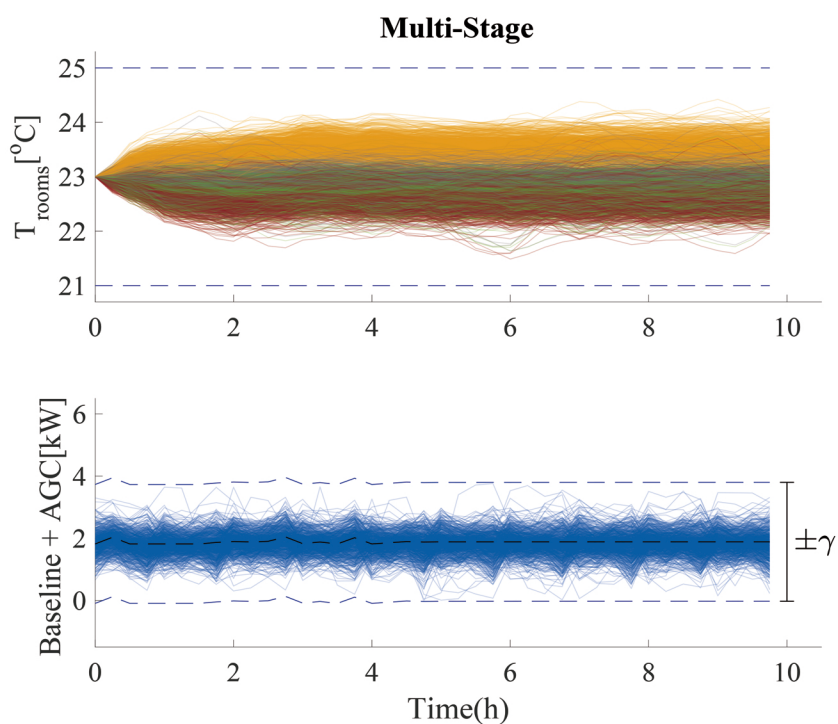 Multi-Stage
T_rooms[°C]
25
24
23
22
21
0 2 4 6 8 10
Baseline + AGC[kW]
6
4
2
0
±γ
0 2 4 6 8 10
Time(h)